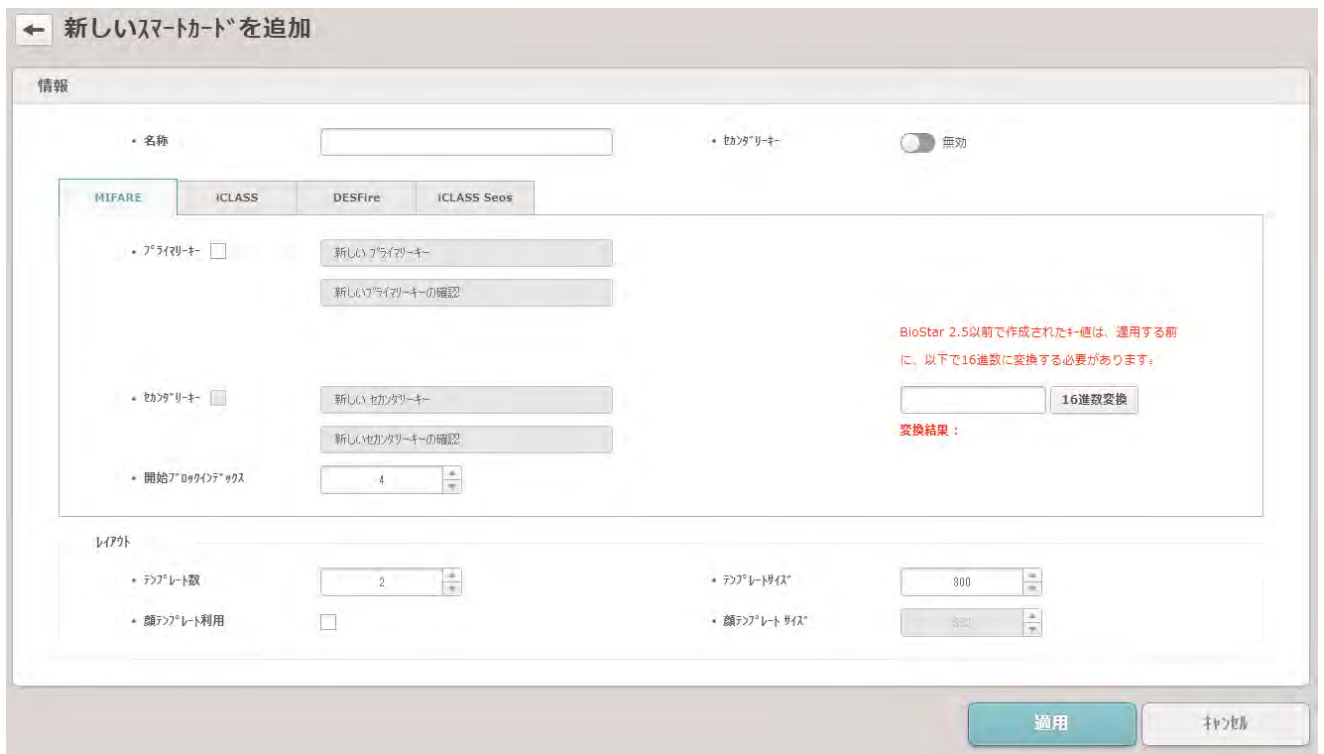 新しいｽﾏｰﾄｶｰﾄﾞを追加
情報
・ 名称
・ ｾｶﾝﾀﾞﾘｰｷｰ
無効
MIFARE
iCLASS
DESFire
iCLASS Seos
・ ﾌﾟﾗｲﾏﾘｰｷｰ
新しい ﾌﾟﾗｲﾏﾘｰｷｰ
新しいﾌﾟﾗｲﾏﾘｰｷｰの確認
BioStar 2.5以前で作成されたｷｰ値は、適用する前
に、以下で16進数に変換する必要があります。
・ ｾｶﾝﾀﾞﾘｰｷｰ
新しい ｾｶﾝﾀﾞﾘｰｷｰ
16進数変換
新しいｾｶﾝﾀﾞﾘｰｷｰの確認
変換結果：
・ 開始ﾌﾞﾛｯｸｲﾝﾃﾞｯｸｽ
4
ﾚｲｱｳﾄ
・ ﾃﾝﾌﾟﾚｰﾄ数
2
・ ﾃﾝﾌﾟﾚｰﾄｻｲｽﾞ
300
・ 顔ﾃﾝﾌﾟﾚｰﾄ利用
・ 顔ﾃﾝﾌﾟﾚｰﾄ ｻｲｽﾞ
552
適用
ｷｬﾝｾﾙ